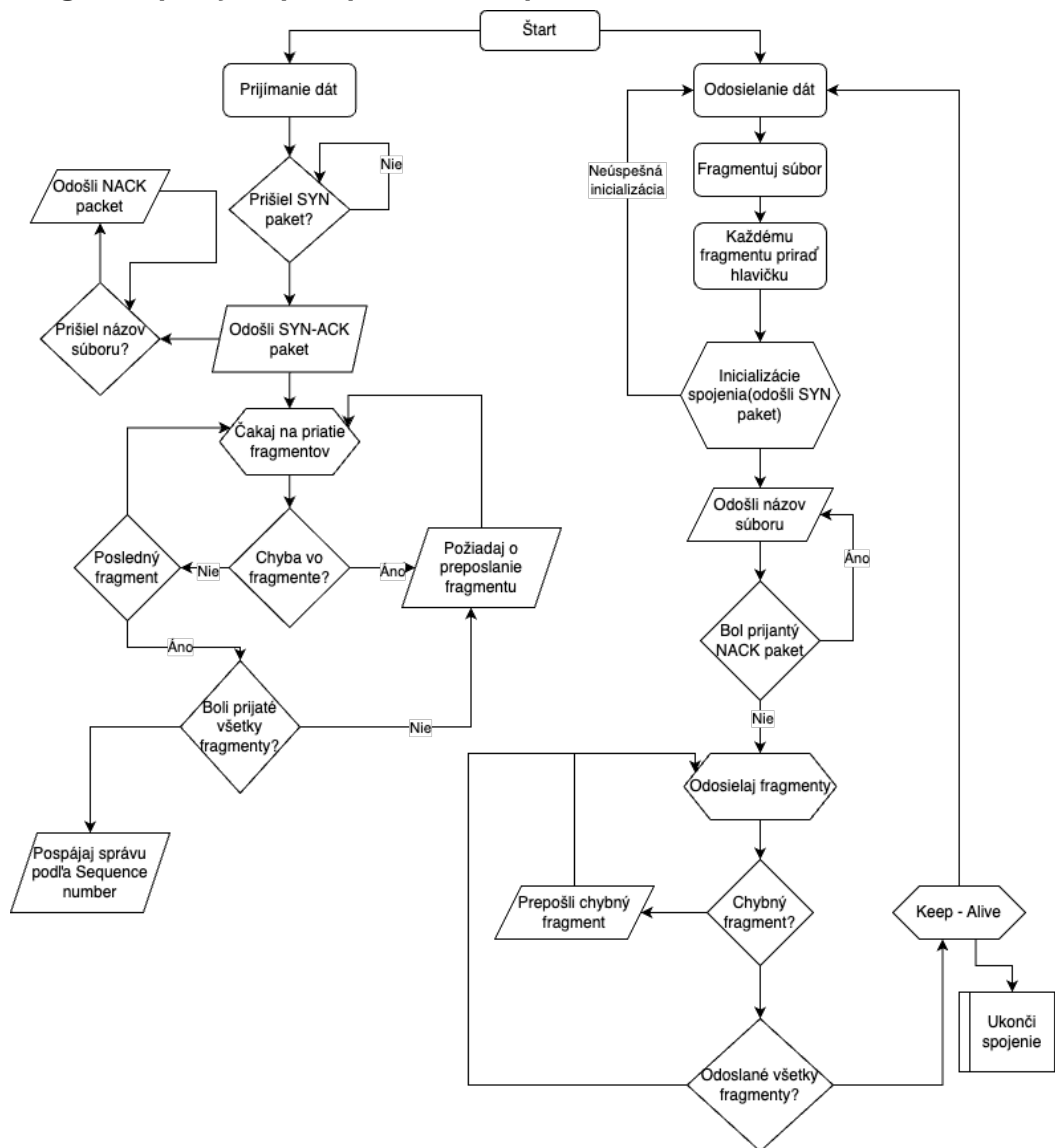 Štart
Prijímanie dát
Odosielanie dát
Nie
Neúspešná
inicializácia
Fragmentuj súbor
Odošli NACK
packet
Prišiel SYN
paket?
Každému
fragmentu priraď
hlavičku
Prišiel názov
súboru?
Odošli SYN-ACK
paket
Inicializácie
spojenia(odošli SYN
paket)
Čakaj na priatie
fragmentov
Odošli názov
súboru
Posledný
fragment
Nie
Chyba vo
fragmente?
Áno
Požiadaj o
preposlanie
fragmentu
Áno
Bol prijantý
NACK paket
Áno
Boli prijaté
všetky
fragmenty?
Nie
Nie
Odosielaj fragmenty
Pospájaj správu
podľa Sequence
number
Prepošli chybný
fragment
Chybný
fragment?
Keep - Alive
Ukonči
spojenie
Odoslané všetky
fragmenty?